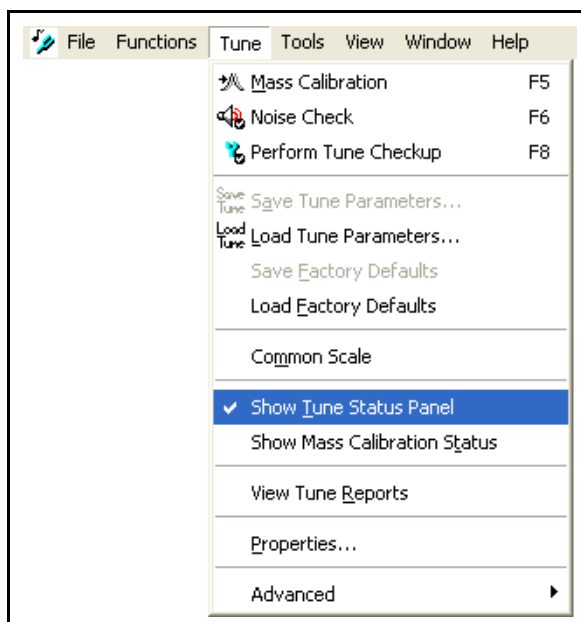 File Functions Tune Tools View Window Help
Mass Calibration F5
Noise Check F6
Perform Tune Checkup F8
Save Tune Save Tune Parameters...
Load Tune Load Tune Parameters...
Save Factory Defaults
Load Factory Defaults
Common Scale
Show Tune Status Panel
Show Mass Calibration Status
View Tune Reports
Properties...
Advanced